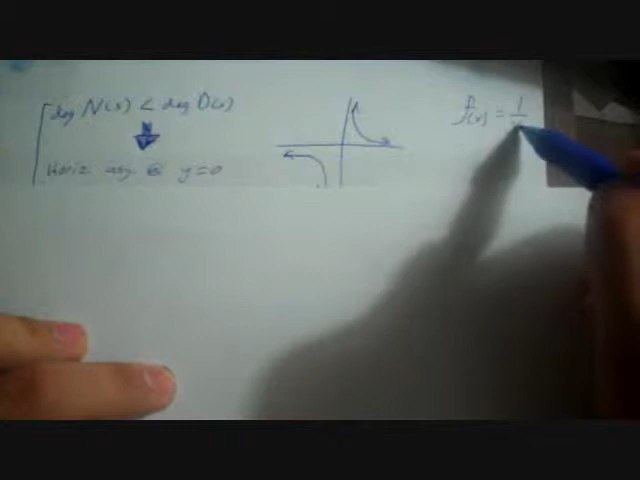 deg N(x) < deg D(x)
Horiz. asy. @ y=0
f(x) = 1